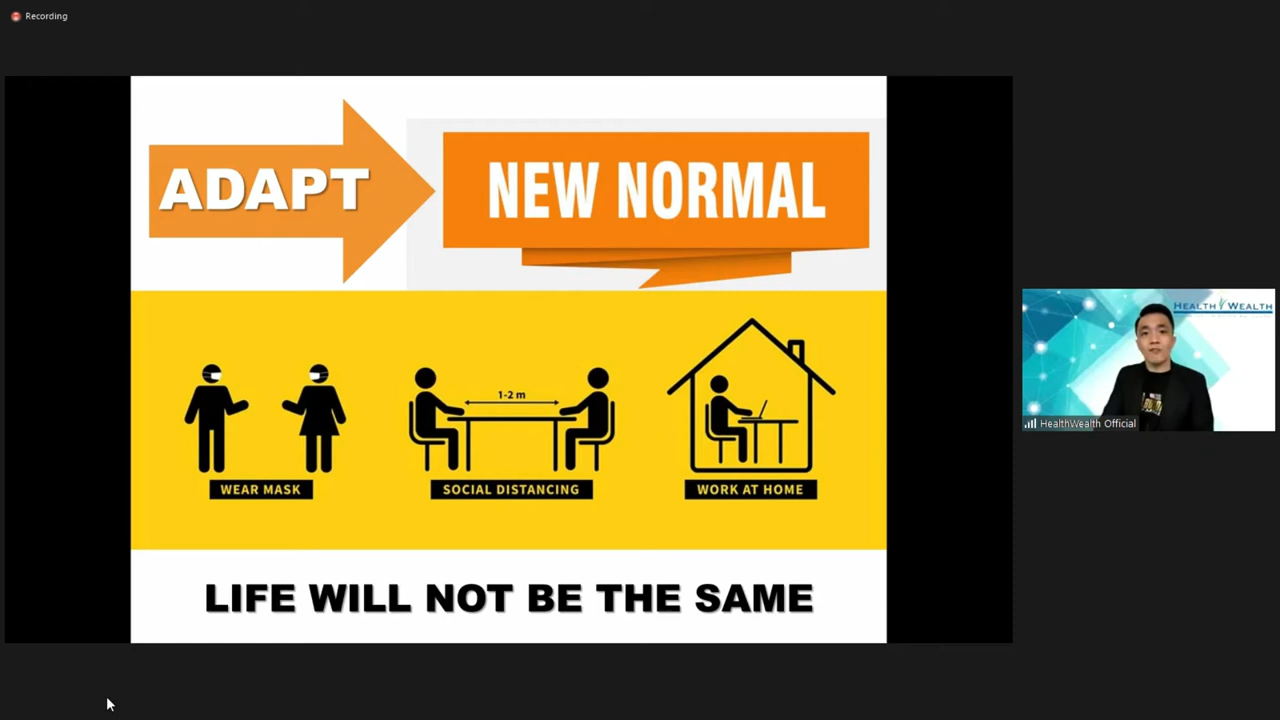 Recording
ADAPT
NEW NORMAL
1-2 m
WEAR MASK
SOCIAL DISTANCING
WORK AT HOME
LIFE WILL NOT BE THE SAME
HEALTH WEALTH
HealthWealth Official